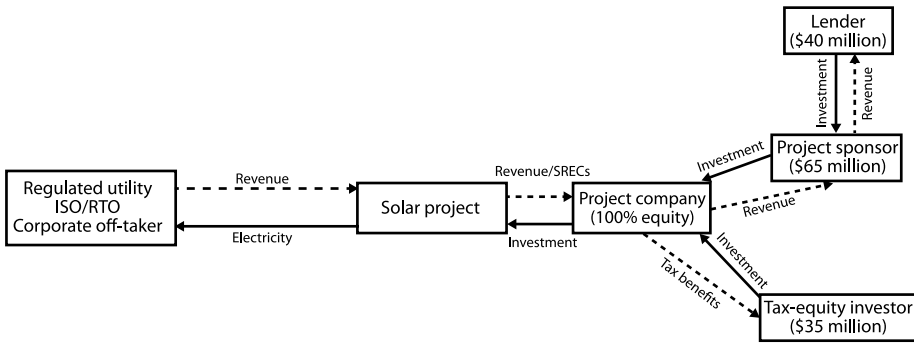 Lender
($40 million)
Investment
Revenue
Project sponsor
($65 million)
Investment
Revenue
Regulated utility
ISO/RTO
Corporate off-taker
Revenue
Electricity
Solar project
Revenue/SRECs
Investment
Project company
(100% equity)
Investment
Tax benefits
Tax-equity investor
($35 million)